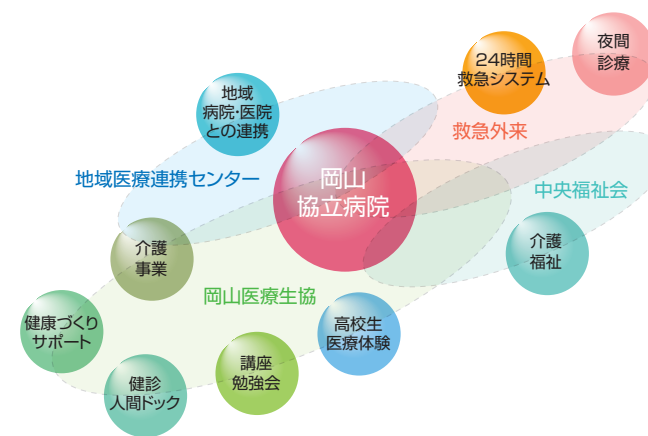 夜間
診療
24時間
救急システム
地域
病院・医院
との連携
救急外来
地域医療連携センター
岡山
協立病院
中央福祉会
介護
事業
介護
福祉
岡山医療生協
健康づくり
サポート
高校生
医療体験
講座
勉強会
健診
人間ドック